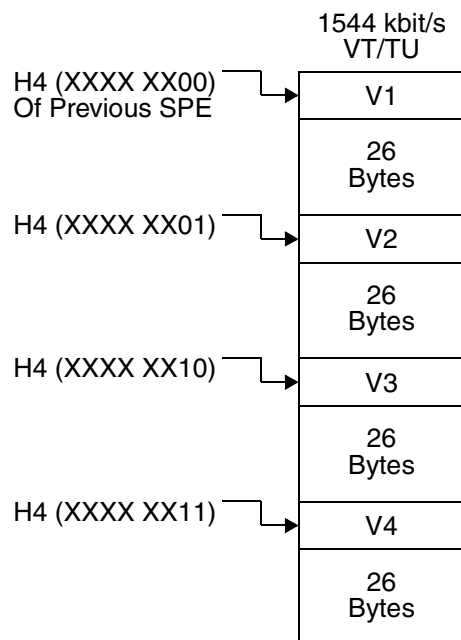 1544 kbit/s
VT/TU
H4 (XXXX XX00)
Of Previous SPE
V1
26
Bytes
H4 (XXXX XX01)
V2
26
Bytes
H4 (XXXX XX10)
V3
26
Bytes
H4 (XXXX XX11)
V4
26
Bytes